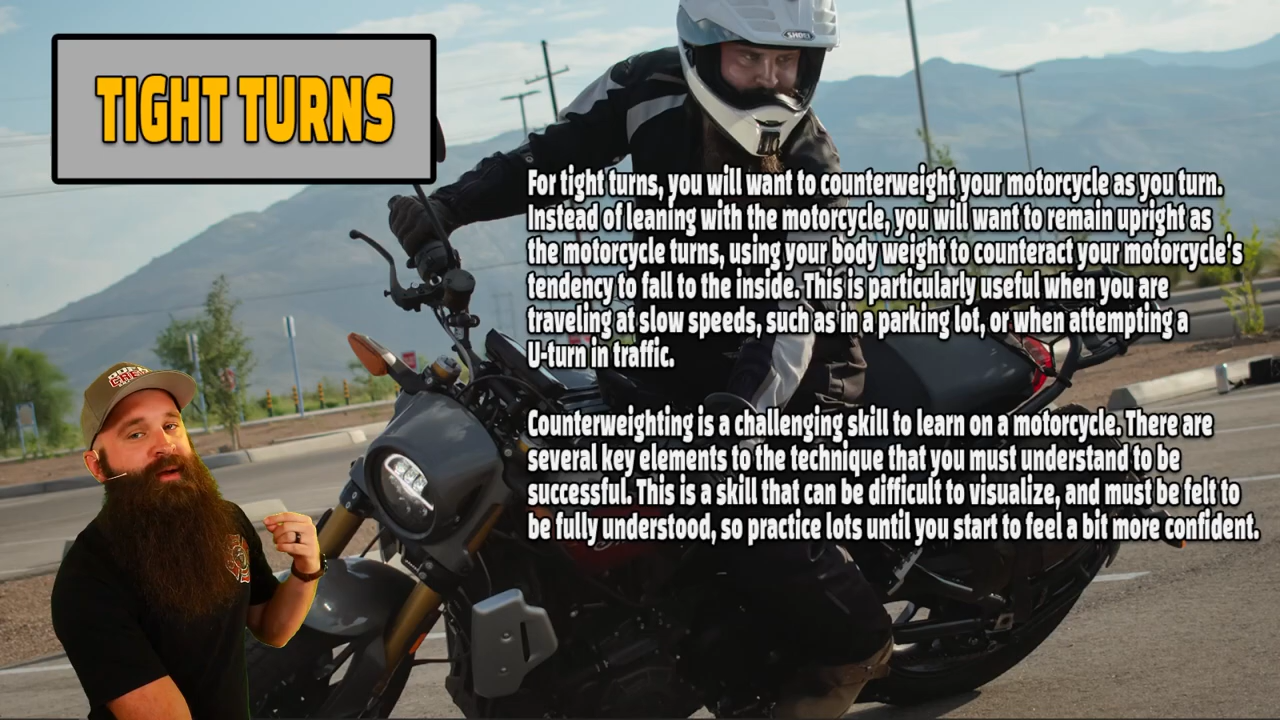 TIGHT TURNS
SHOEI
For tight turns, you will want to counterweight your motorcycle as you turn.
Instead of leaning with the motorcycle, you will want to remain upright as
the motorcycle turns, using your body weight to counteract your motorcycle's
tendency to fall to the inside. This is particularly useful when you are
traveling at slow speeds, such as in a parking lot, or when attempting a
U-turn in traffic.
Counterweighting is a challenging skill to learn on a motorcycle. There are
several key elements to the technique that you must understand to be
successful. This is a skill that can be difficult to visualize, and must be felt to
be fully understood, so practice lots until you start to feel a bit more confident.